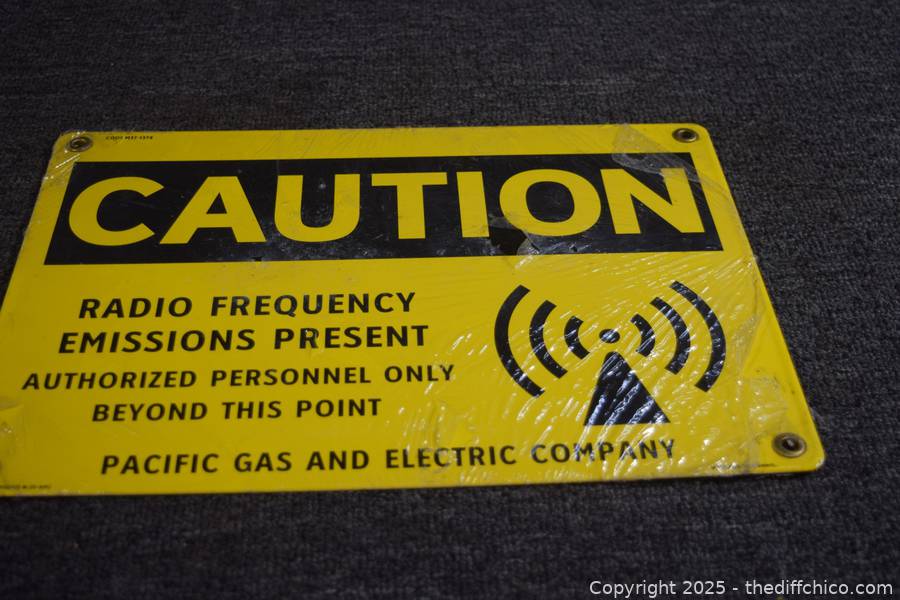 CAUTION
RADIO FREQUENCY
EMISSIONS PRESENT
AUTHORIZED PERSONNEL ONLY
BEYOND THIS POINT
PACIFIC GAS AND ELECTRIC COMPANY
Copyright 2025 - thediffchico.com